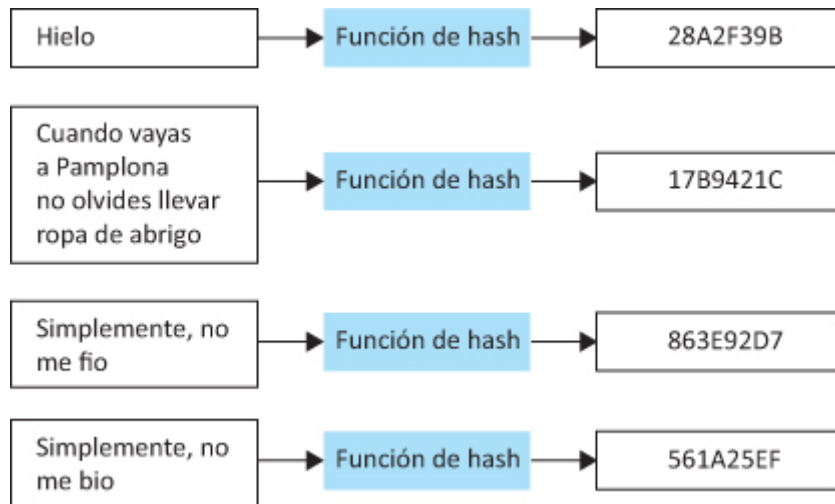 Hielo
Función de hash
28A2F39B
Cuando vayas
a Pamplona
no olvides llevar
ropa de abrigo
Función de hash
17B9421C
Simplemente, no
me fio
Función de hash
863E92D7
Simplemente, no
me bio
Función de hash
561A25EF